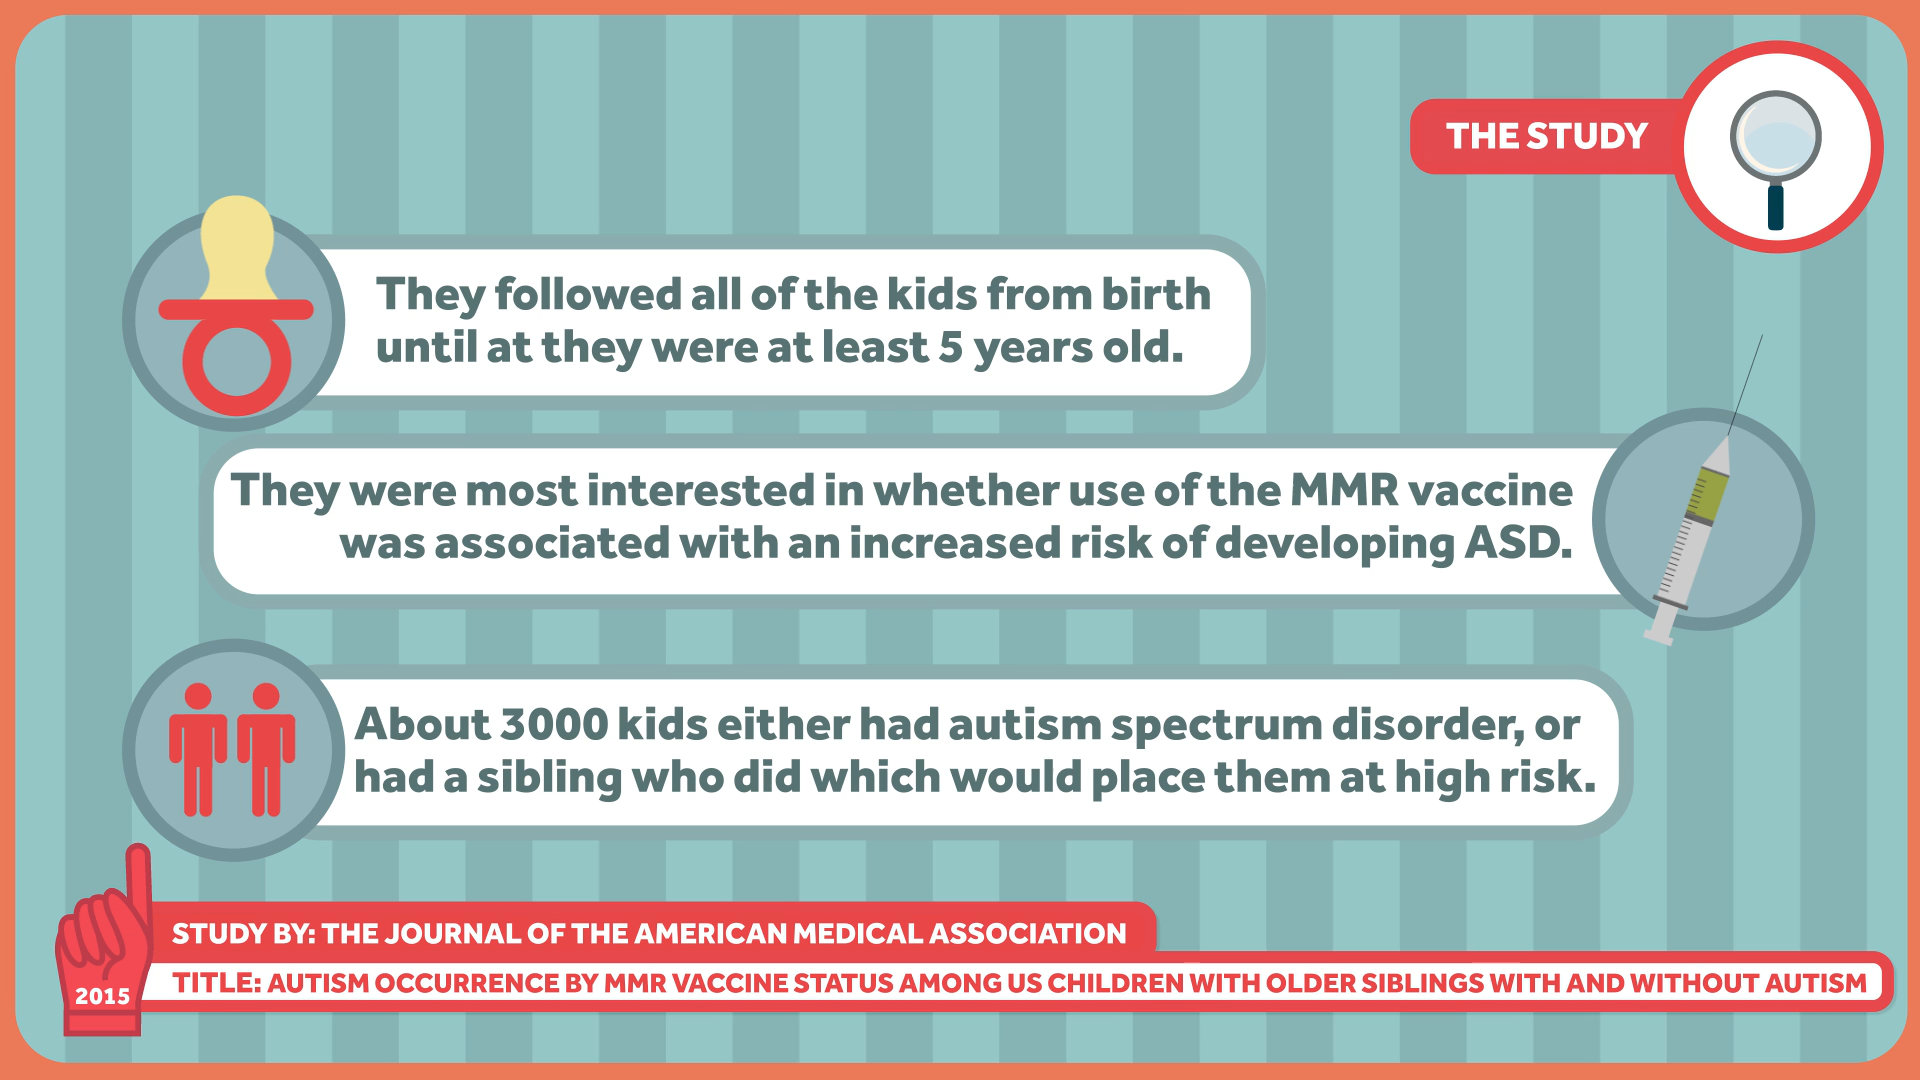 THE STUDY
They followed all of the kids from birth
until at they were at least 5 years old.
They were most interested in whether use of the MMR vaccine
was associated with an increased risk of developing ASD.
About 3000 kids either had autism spectrum disorder, or
had a sibling who did which would place them at high risk.
STUDY BY: THE JOURNAL OF THE AMERICAN MEDICAL ASSOCIATION
TITLE: AUTISM OCCURRENCE BY MMR VACCINE STATUS AMONG US CHILDREN WITH OLDER SIBLINGS WITH AND WITHOUT AUTISM
2015